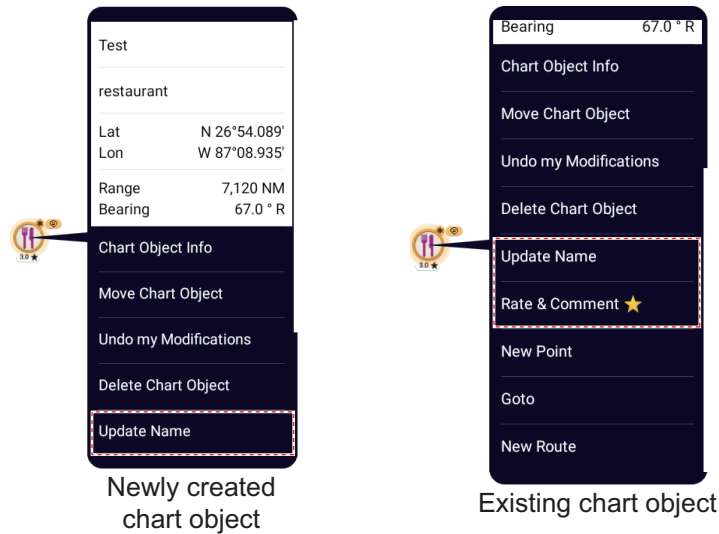 Test
restaurant
Lat N 26°54.089'
Lon W 87°08.935'
Range 7,120 NM
Bearing 67.0 ° R
3.0 ★
Chart Object Info
Move Chart Object
Undo my Modifications
Delete Chart Object
Update Name
Newly created
chart object
Bearing 67.0 ° R
Chart Object Info
Move Chart Object
Undo my Modifications
Delete Chart Object
3.0 ★
Update Name
Rate & Comment ⭐
New Point
Goto
New Route
Existing chart object